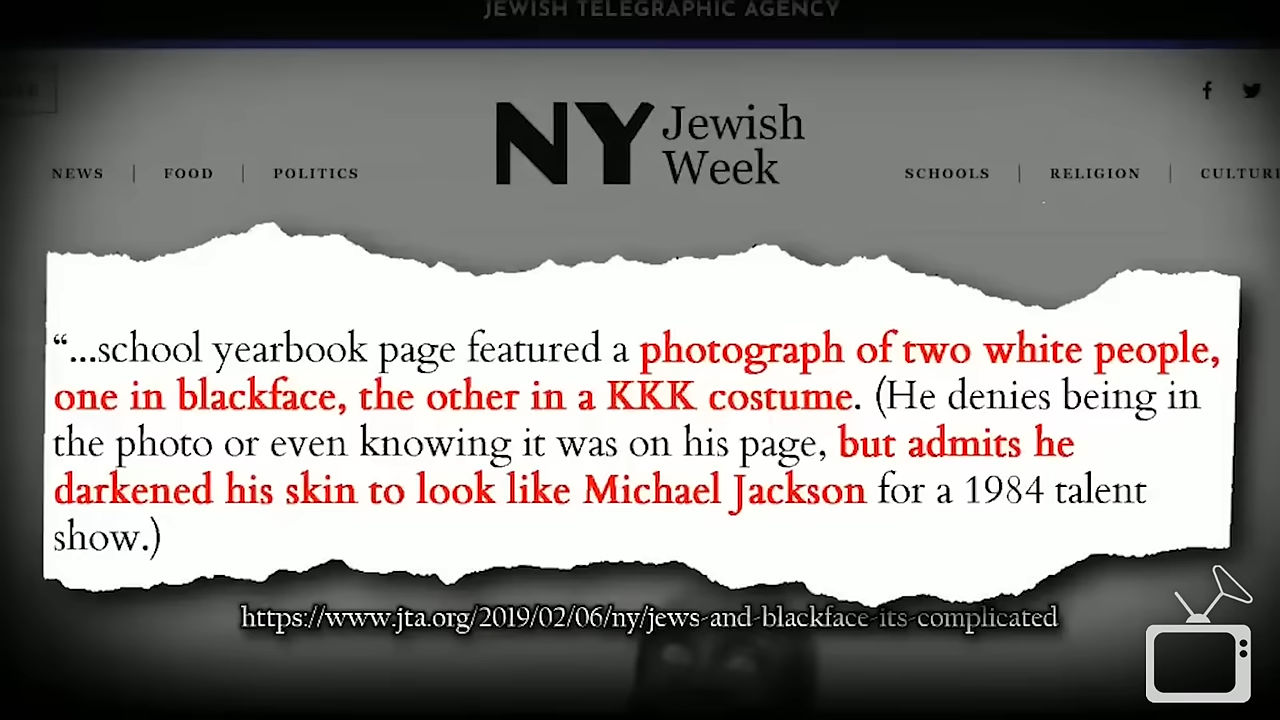 JEWISH TELEGRAPHIC AGENCY
NEWS | FOOD | POLITICS
NY Jewish
Week
SCHOOLS | RELIGION |
“...school yearbook page featured a photograph of two white people,
one in blackface, the other in a KKK costume. (He denies being in
the photo or even knowing it was on his page, but admits he
darkened his skin to look like Michael Jackson for a 1984 talent
show.)
https://www.jta.org/2019/02/06/ny/jews-and-blackface-its-complicated